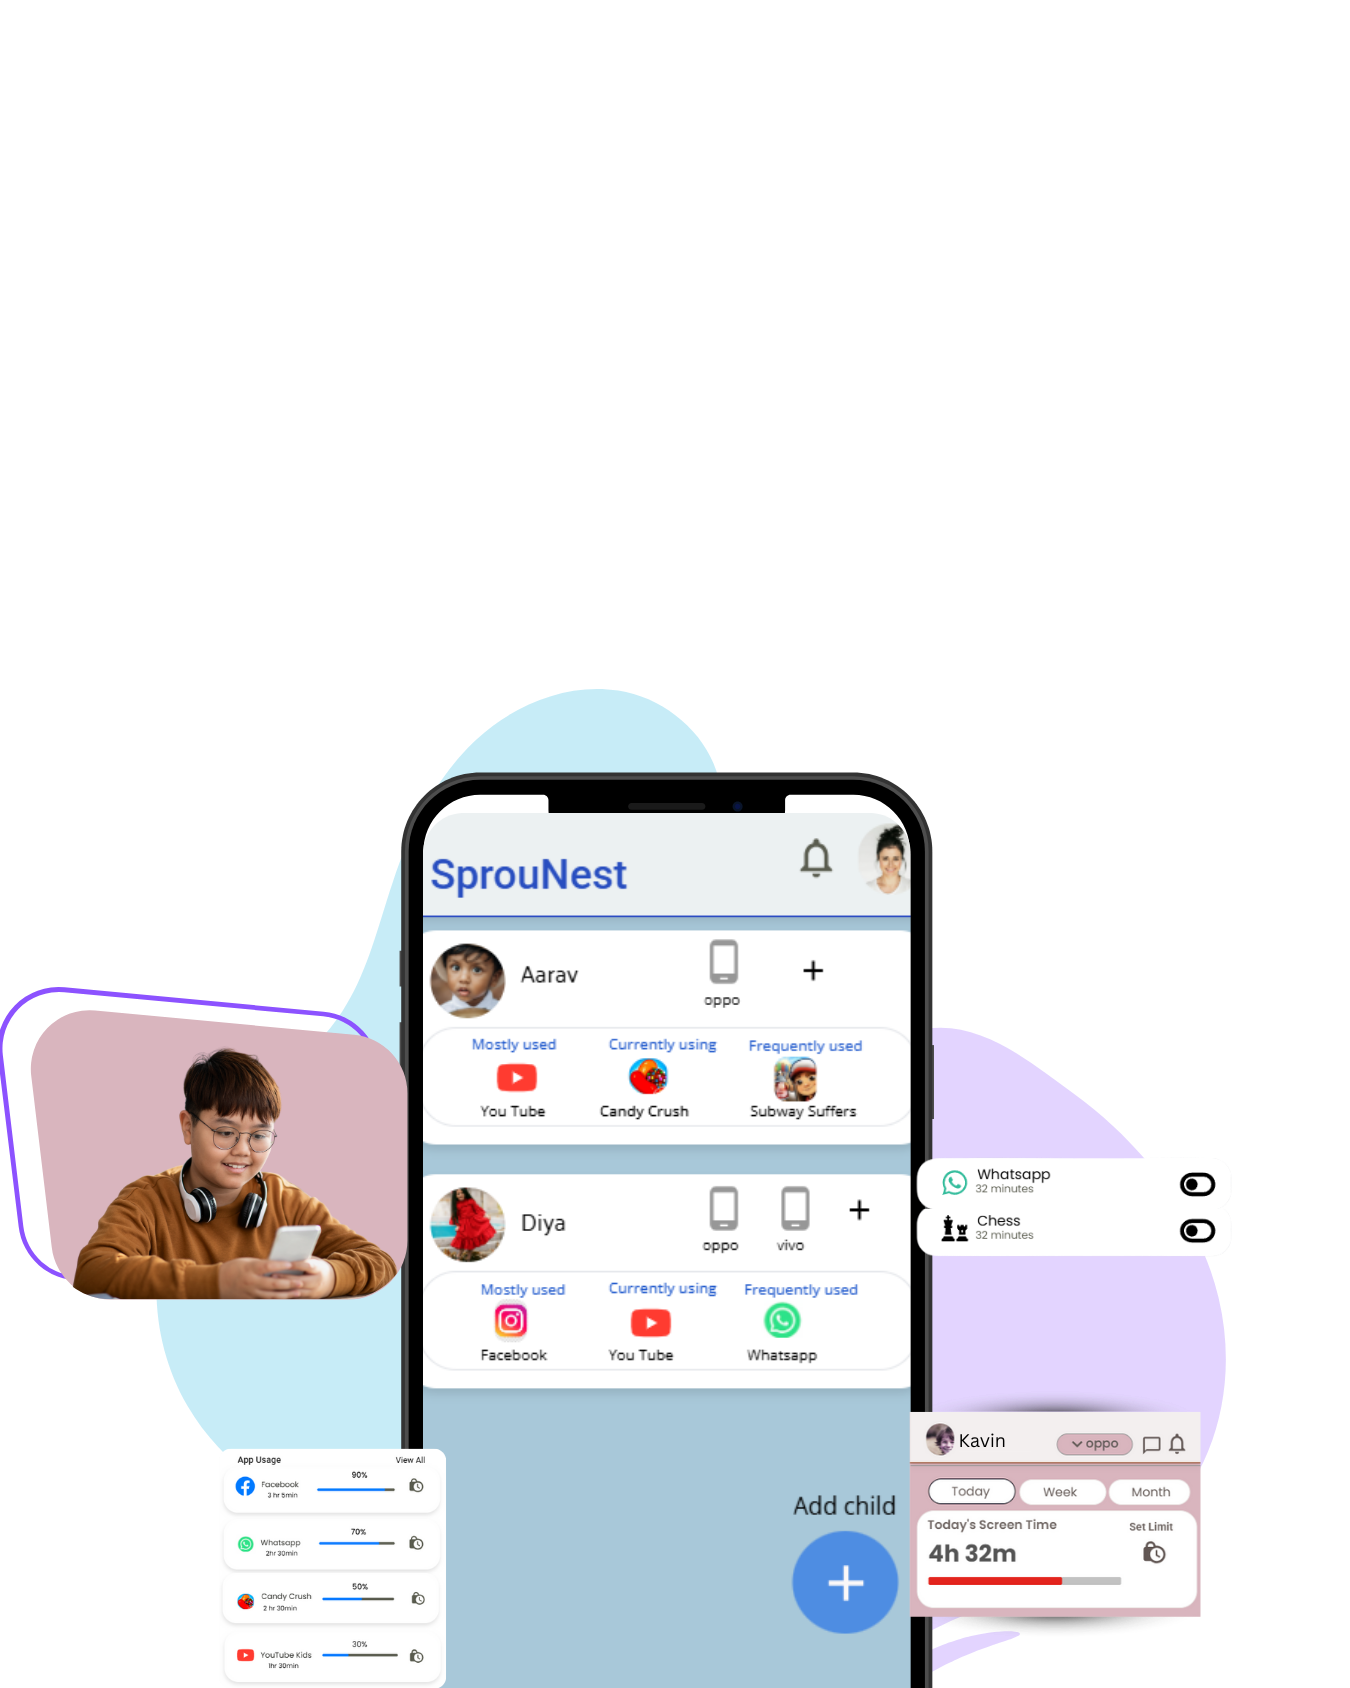 SprouNest
Aarav
oppo
Mostly used
Currently using
Frequently used
You Tube
Candy Crush
Subway Suffers
Diya
oppo
vivo
Mostly used
Currently using
Frequently used
Facebook
You Tube
Whatsapp
Add child
Whatsapp
32 minutes
Chess
32 minutes
App Usage
View All
Facebook
3 hr 5min
90%
Whatsapp
2hr 30min
70%
Candy Crush
2 hr 30min
50%
YouTube Kids
1hr 30min
30%
Kavin
oppo
Today
Week
Month
Today's Screen Time
Set Limit
4h 32m